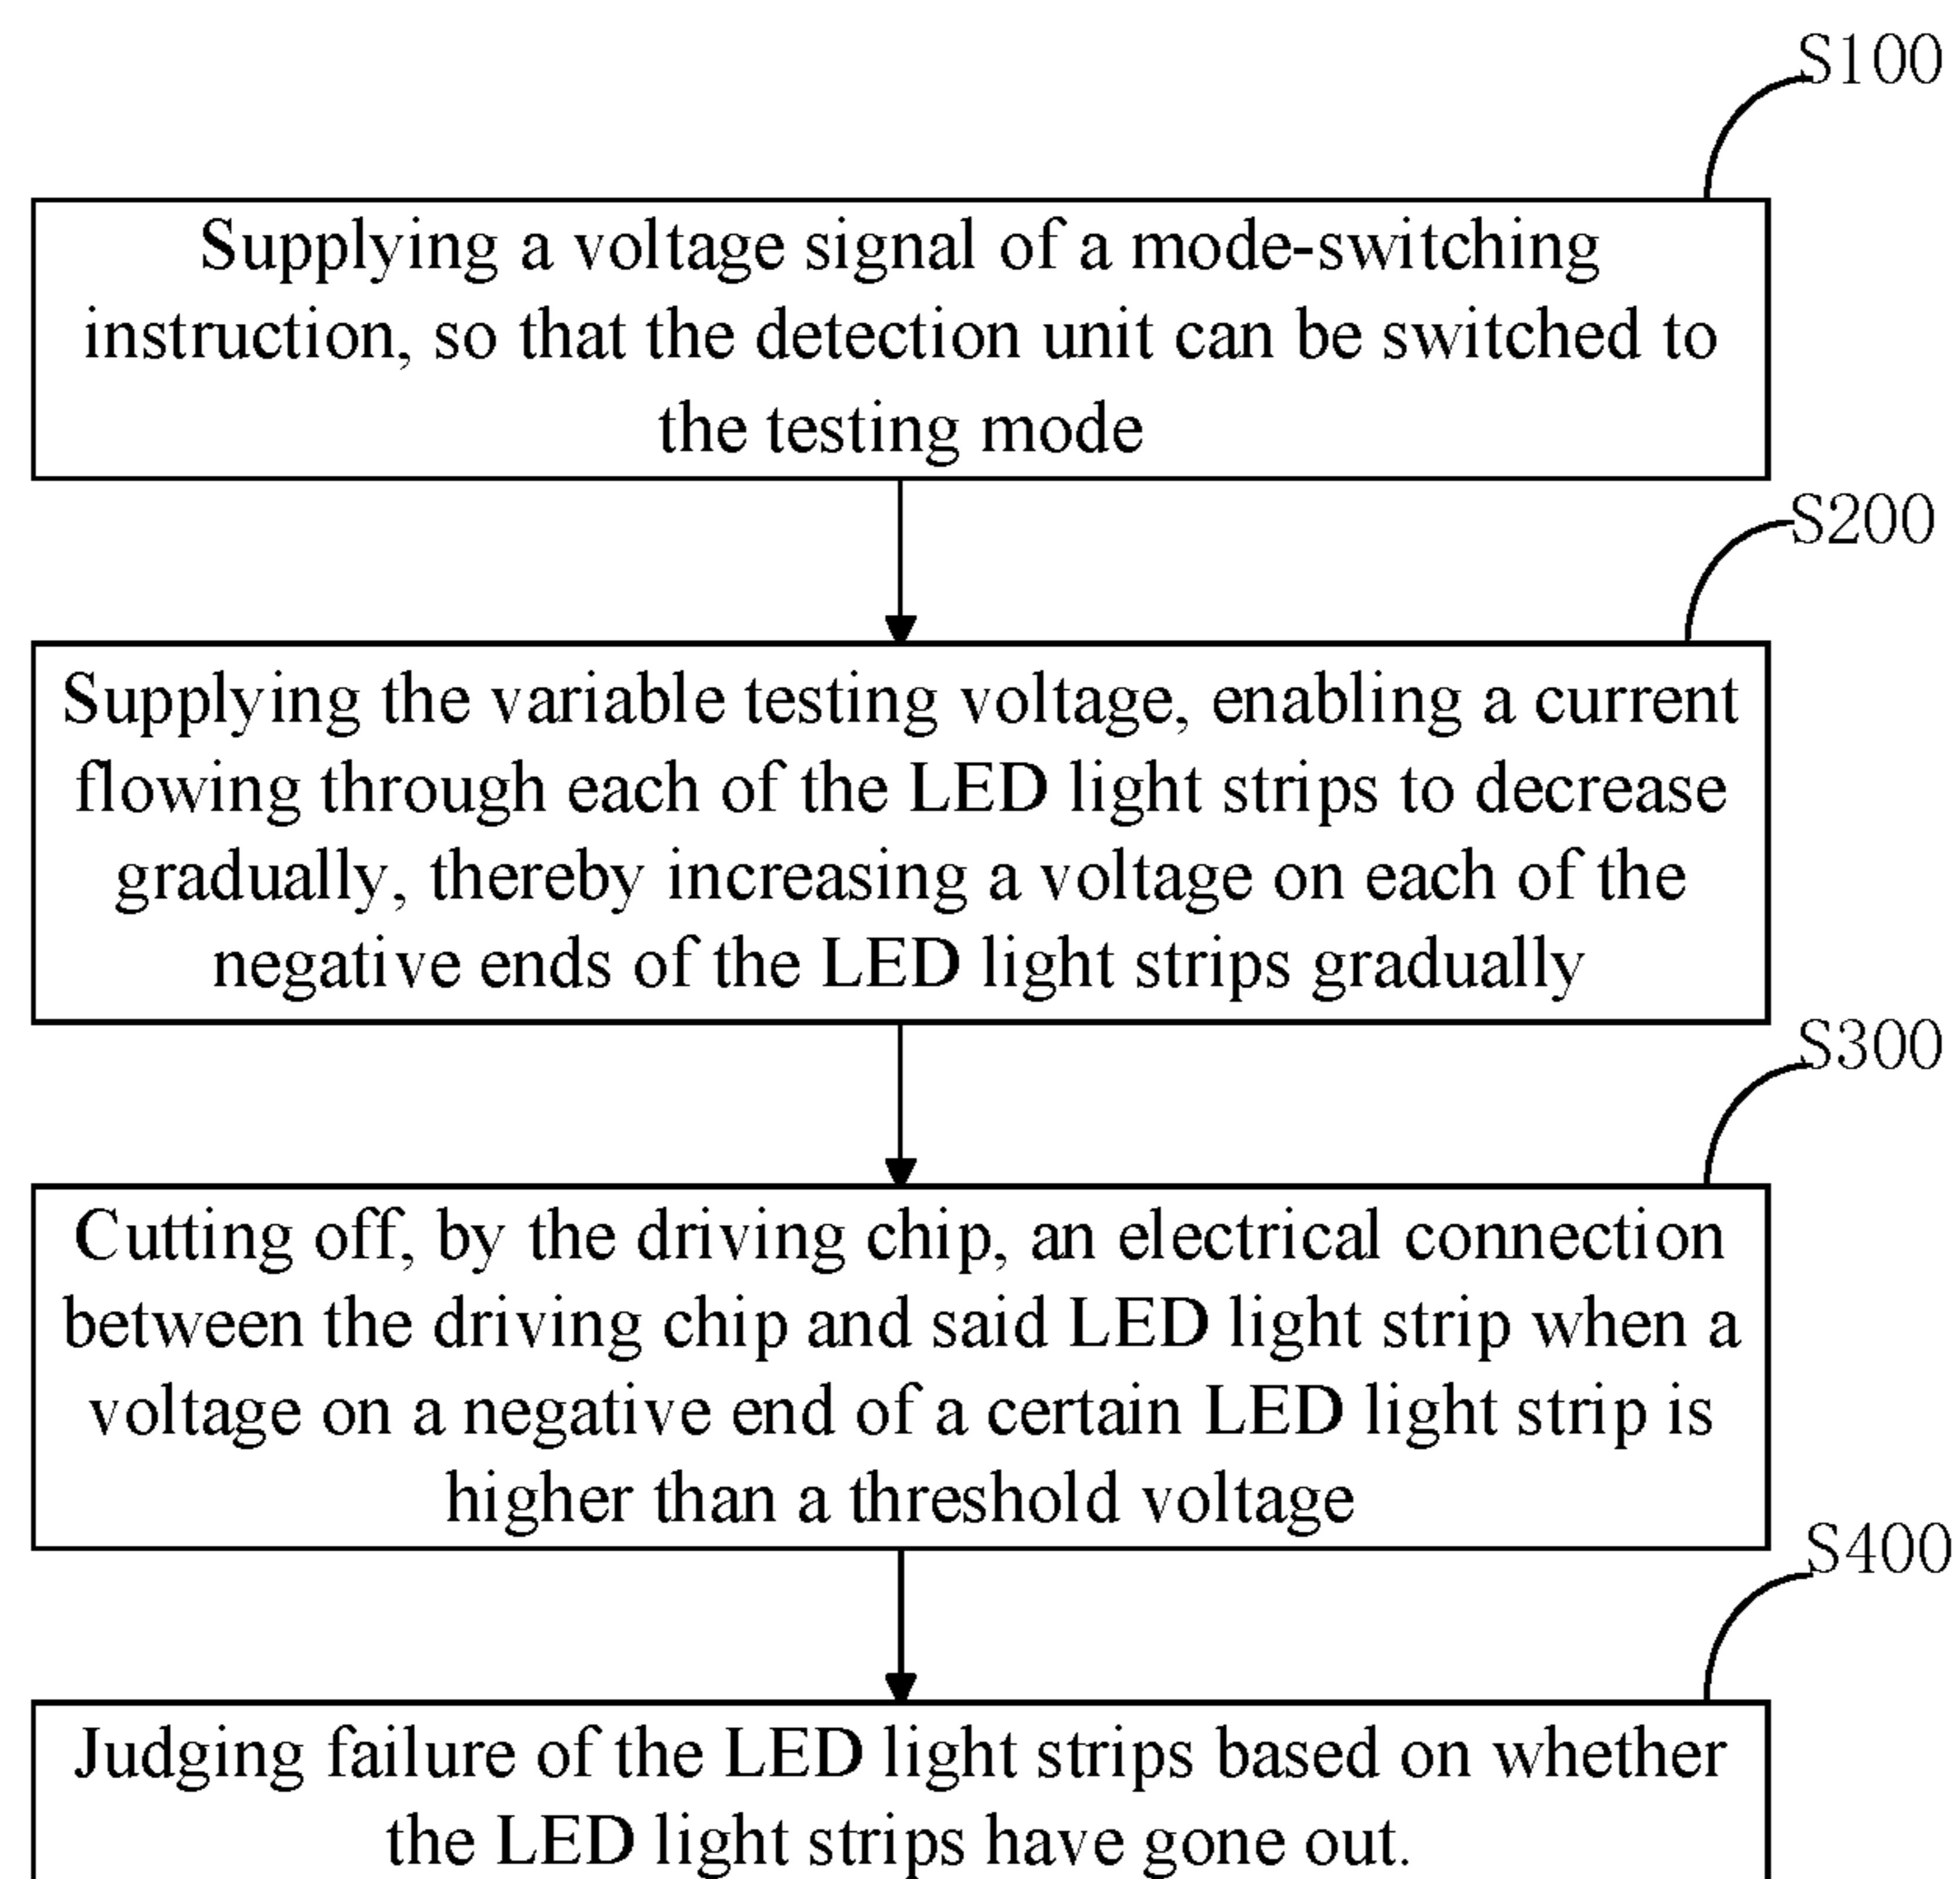 S100
Supplying a voltage signal of a mode-switching
instruction, so that the detection unit can be switched to
the testing mode
S200
Supplying the variable testing voltage, enabling a current
flowing through each of the LED light strips to decrease
gradually, thereby increasing a voltage on each of the
negative ends of the LED light strips gradually
S300
Cutting off, by the driving chip, an electrical connection
between the driving chip and said LED light strip when a
voltage on a negative end of a certain LED light strip is
higher than a threshold voltage
S400
Judging failure of the LED light strips based on whether
the LED light strips have gone out.